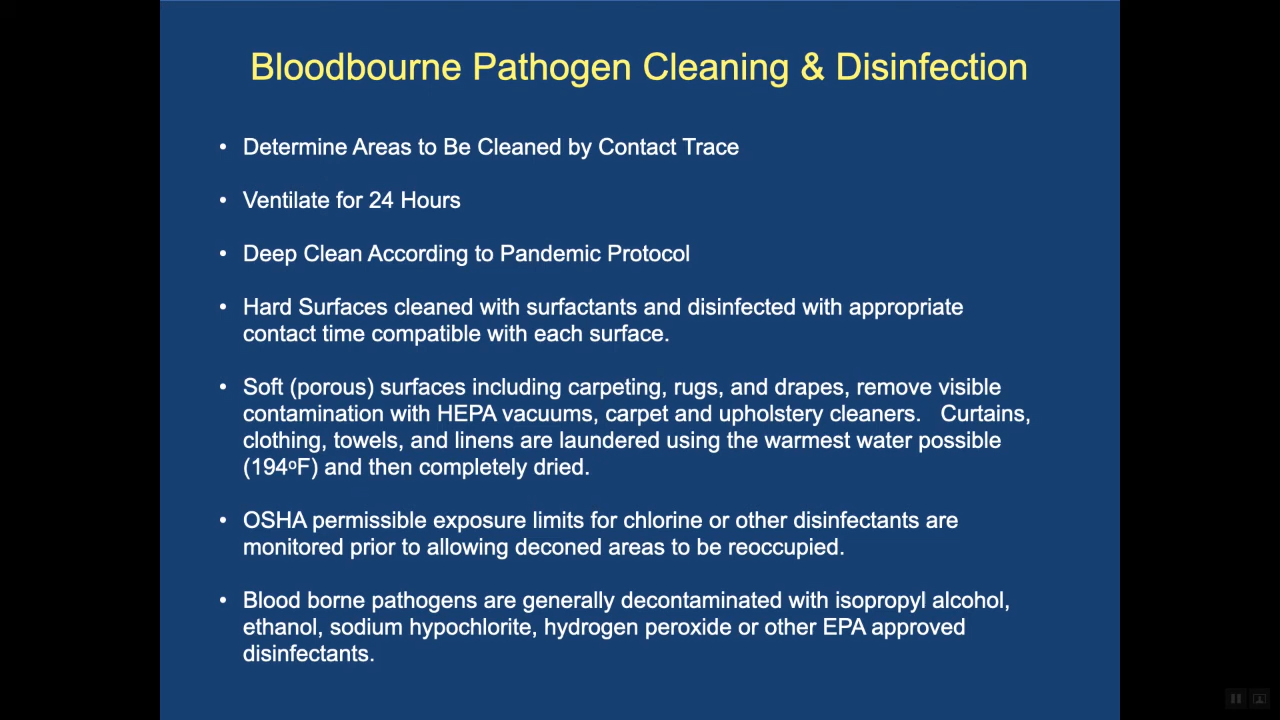 Bloodbourne Pathogen Cleaning & Disinfection
• Determine Areas to Be Cleaned by Contact Trace
• Ventilate for 24 Hours
• Deep Clean According to Pandemic Protocol
• Hard Surfaces cleaned with surfactants and disinfected with appropriate
contact time compatible with each surface.
• Soft (porous) surfaces including carpeting, rugs, and drapes, remove visible
contamination with HEPA vacuums, carpet and upholstery cleaners.   Curtains,
clothing, towels, and linens are laundered using the warmest water possible
(194ºF) and then completely dried.
• OSHA permissible exposure limits for chlorine or other disinfectants are
monitored prior to allowing deconed areas to be reoccupied.
• Blood borne pathogens are generally decontaminated with isopropyl alcohol,
ethanol, sodium hypochlorite, hydrogen peroxide or other EPA approved
disinfectants.